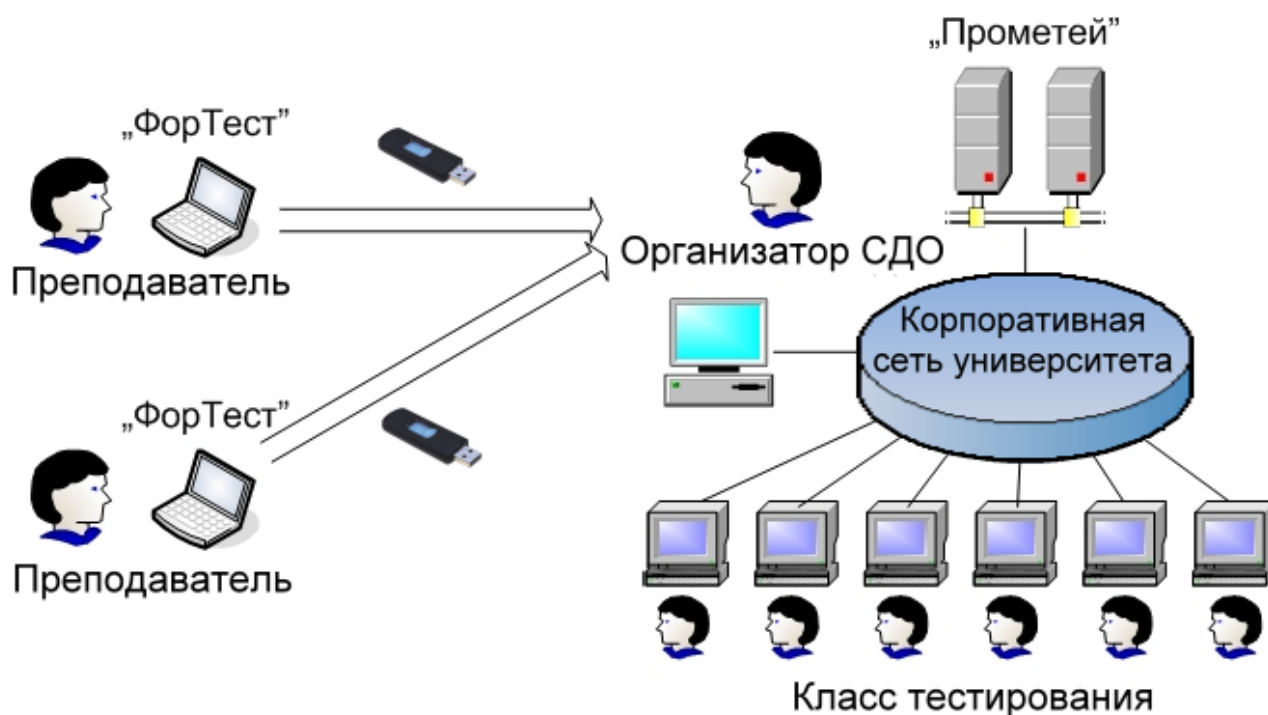 „Прометей”
„ФорТест”
Преподаватель
Организатор СДО
Корпоративная
сеть университета
„ФорТест”
Преподаватель
Класс тестирования